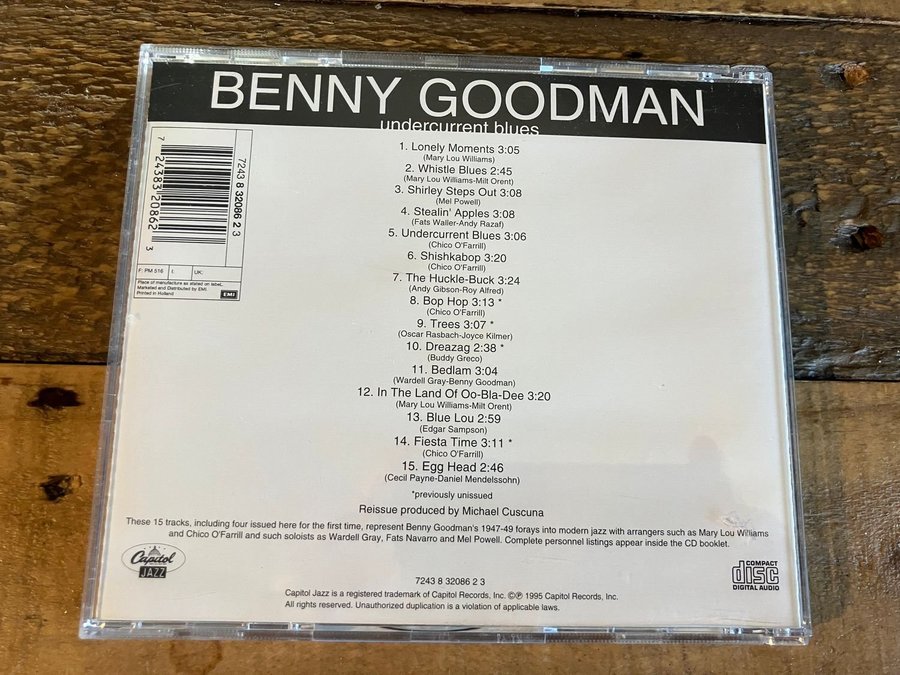 BENNY GOODMAN
undercurrent blues
7 24383 20862 3
7243 8 32086 2 3
F: PM 516
I:
UK:
Place of manufacture as stated on label.
Marketed and Distributed by EMI.
Printed in Holland
EMI
1. Lonely Moments 3:05
(Mary Lou Williams)
2. Whistle Blues 2:45
(Mary Lou Williams-Milt Orent)
3. Shirley Steps Out 3:08
(Mel Powell)
4. Stealin' Apples 3:08
(Fats Waller-Andy Razaf)
5. Undercurrent Blues 3:06
(Chico O'Farrill)
6. Shishkabop 3:20
(Chico O'Farrill)
7. The Huckle-Buck 3:24
(Andy Gibson-Roy Alfred)
8. Bop Hop 3:13 *
(Chico O'Farrill)
9. Trees 3:07 *
(Oscar Rasbach-Joyce Kilmer)
10. Dreazag 2:38 *
(Buddy Greco)
11. Bedlam 3:04
(Wardell Gray-Benny Goodman)
12. In The Land Of Oo-Bla-Dee 3:20
(Mary Lou Williams-Milt Orent)
13. Blue Lou 2:59
(Edgar Sampson)
14. Fiesta Time 3:11 *
(Chico O'Farrill)
15. Egg Head 2:46
(Cecil Payne-Daniel Mendelssohn)
*previously unissued
Reissue produced by Michael Cuscuna
These 15 tracks, including four issued here for the first time, represent Benny Goodman's 1947-49 forays into modern jazz with arrangers such as Mary Lou Williams
and Chico O'Farrill and such soloists as Wardell Gray, Fats Navarro and Mel Powell. Complete personnel listings appear inside the CD booklet.
Capitol
JAZZ
COMPACT
disc
DIGITAL AUDIO
7243 8 32086 2 3
Capitol Jazz is a registered trademark of Capitol Records, Inc. ©℗ 1995 Capitol Records, Inc.
All rights reserved. Unauthorized duplication is a violation of applicable laws.